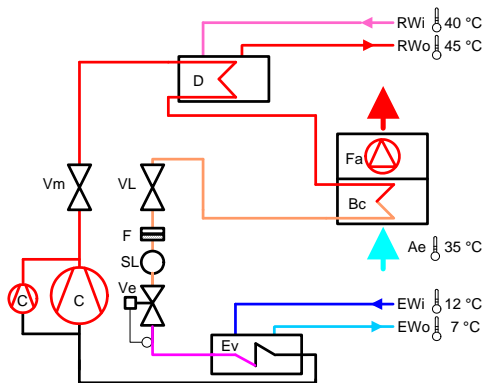 RWi 40 °C
RWo 45 °C
D
Fa
Vm
VL
Bc
F
Ae 35 °C
SL
Ve
C
C
EWi 12 °C
EWo 7 °C
Ev